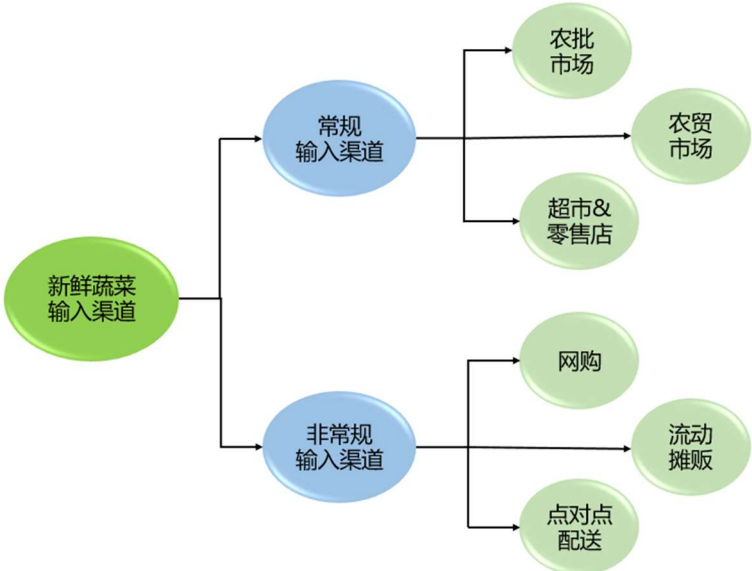 农批
市场
常规
输入渠道
农贸
市场
超市&
零售店
新鲜蔬菜
输入渠道
网购
非常规
输入渠道
流动
摊贩
点对点
配送